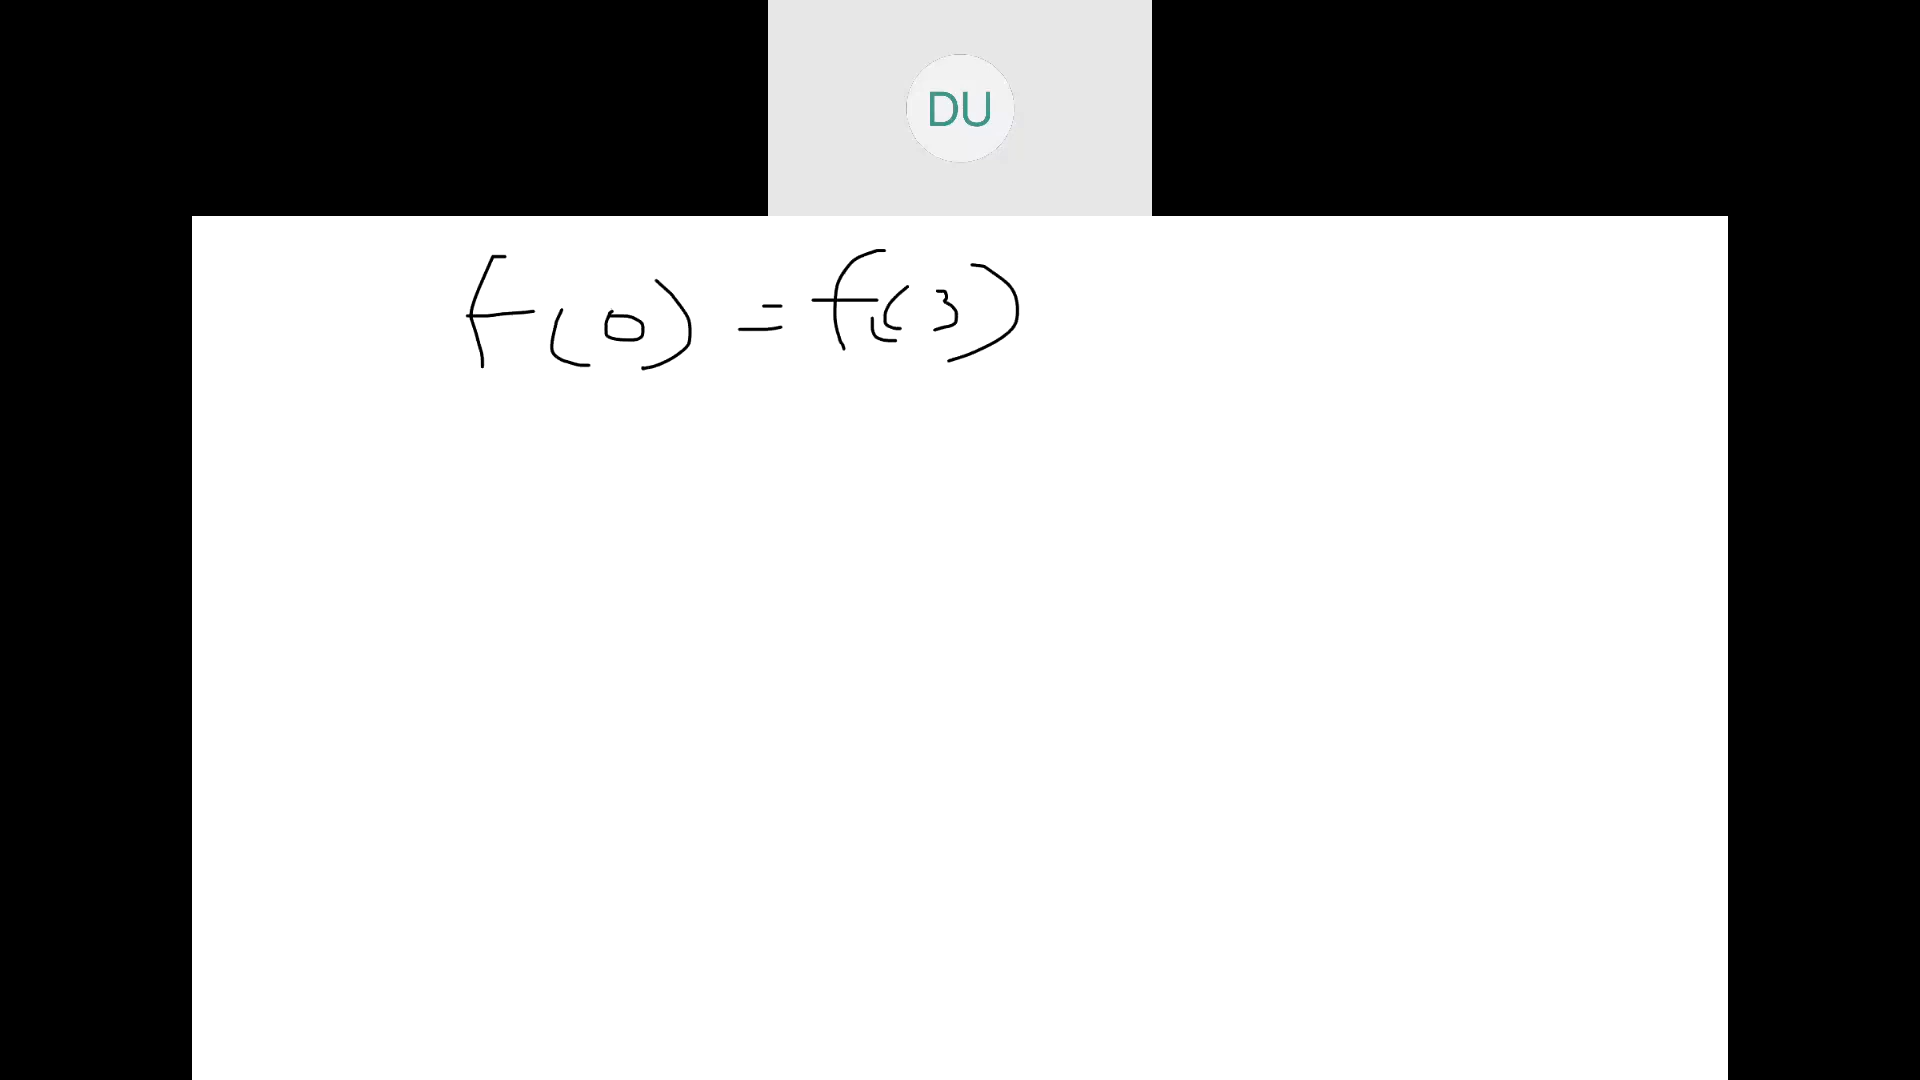 DU
f(0) = f(3)